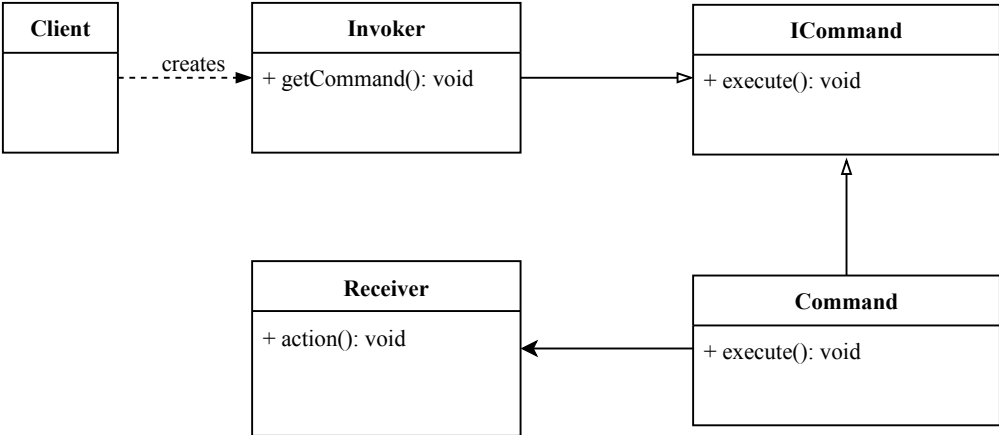 Client
creates
Invoker
+ getCommand(): void
ICommand
+ execute(): void
Receiver
+ action(): void
Command
+ execute(): void